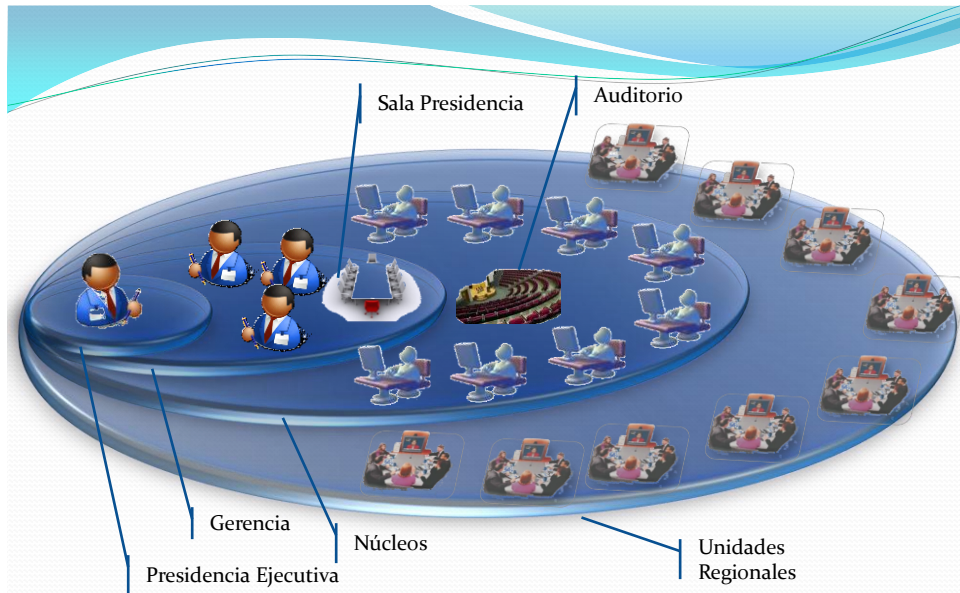 Sala Presidencia
Auditorio
Gerencia
Núcleos
Presidencia Ejecutiva
Unidades
Regionales